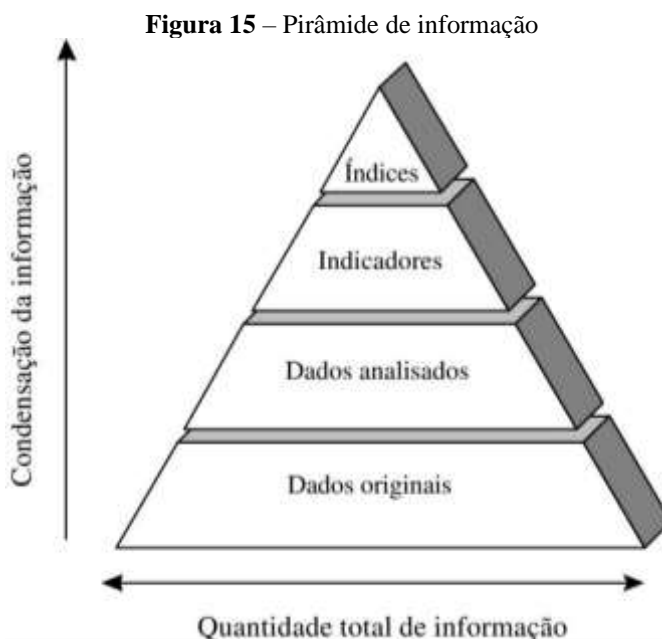 Figura 15 – Pirâmide de informação
Condensação da informação
Índices
Indicadores
Dados analisados
Dados originais
Quantidade total de informação